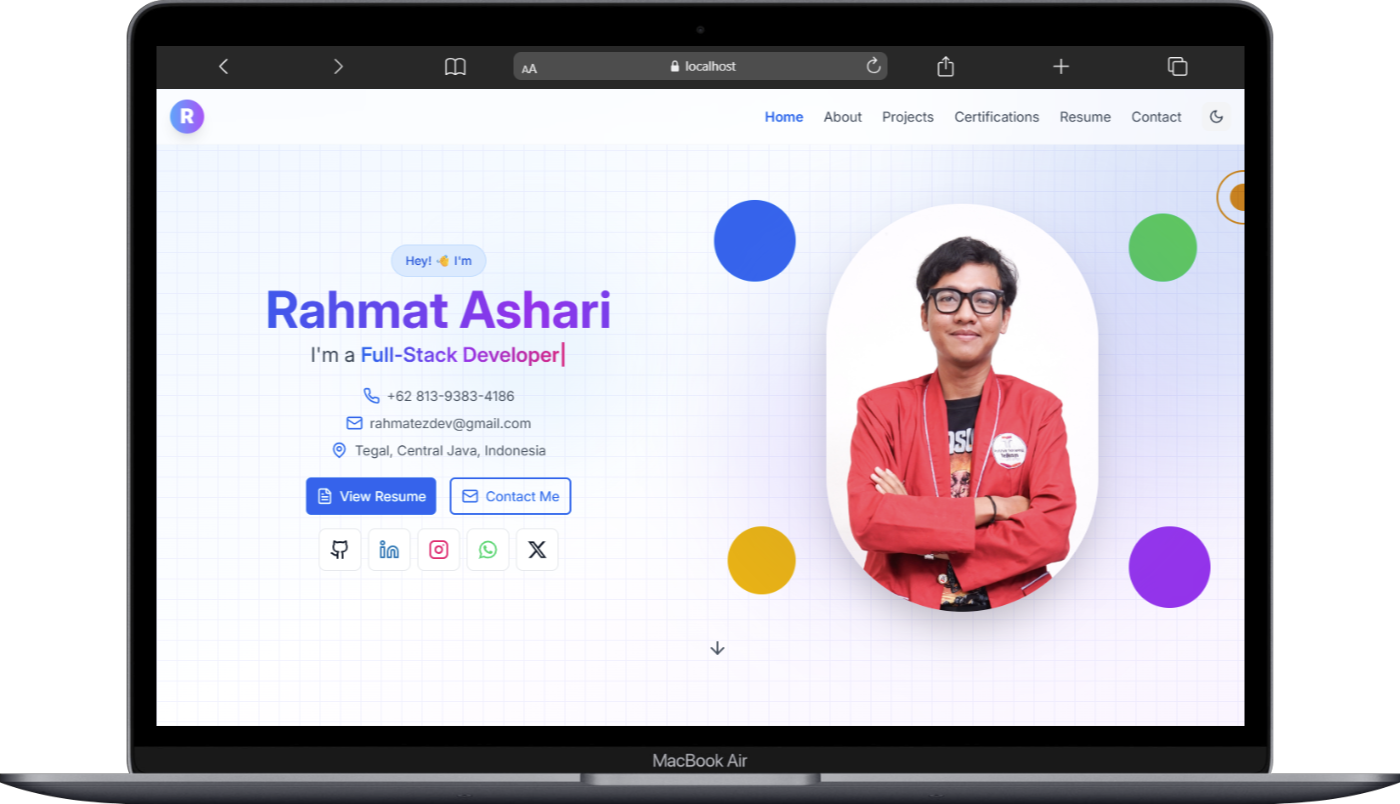 AA localhost
R Home About Projects Certifications Resume Contact
Hey! I'm
Rahmat Ashari
I'm a Full-Stack Developer
+62 813-9383-4186
rahmatezdev@gmail.com
Tegal, Central Java, Indonesia
View Resume Contact Me
MacBook Air